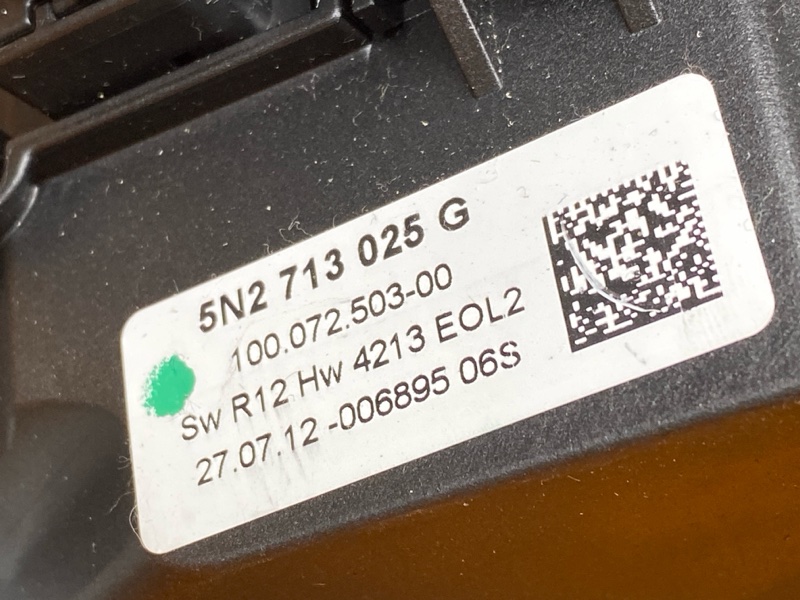 5N2 713 025 G
100.072.503-00
Sw R12 Hw 4213 EOL2
27.07.12 -006895 06S